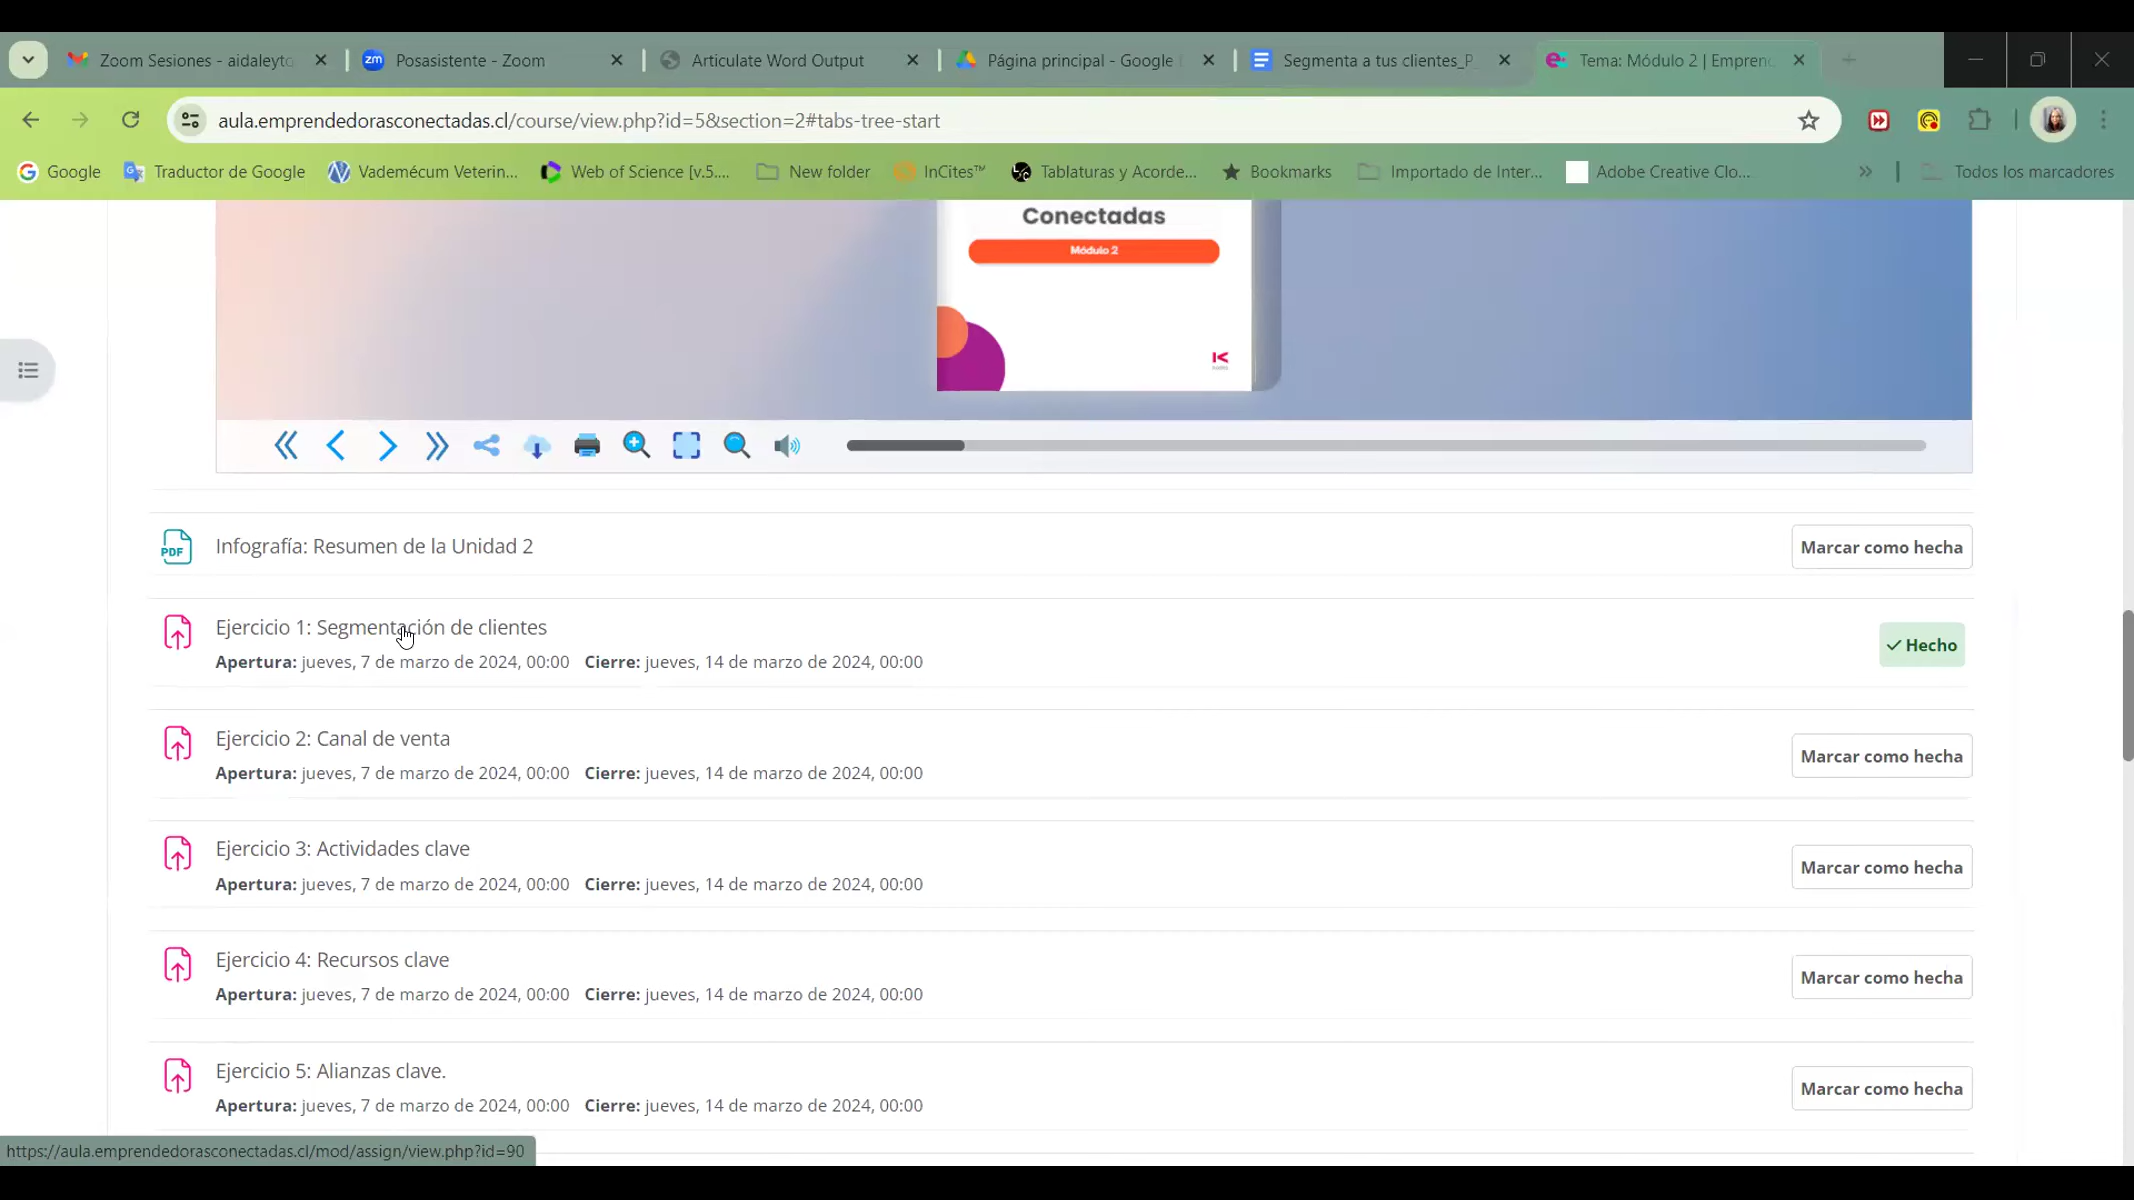 Zoom Sesiones - aidaleyto
zm Posasistente - Zoom
Articulate Word Output
Página principal - Google
Segmenta a tus clientes_P
Tema: Módulo 2 | Emprend
aula.emprendedorasconectadas.cl/course/view.php?id=5&section=2#tabs-tree-start
Google
Traductor de Google
Vademécum Veterin...
Web of Science [v.5....
New folder
InCites™
Tablaturas y Acorde...
Bookmarks
Importado de Inter...
Adobe Creative Clo...
Todos los marcadores
Conectadas
Módulo 2
PDF
Infografía: Resumen de la Unidad 2
Marcar como hecha
Ejercicio 1: Segmentación de clientes
Apertura: jueves, 7 de marzo de 2024, 00:00 Cierre: jueves, 14 de marzo de 2024, 00:00
Hecho
Ejercicio 2: Canal de venta
Apertura: jueves, 7 de marzo de 2024, 00:00 Cierre: jueves, 14 de marzo de 2024, 00:00
Marcar como hecha
Ejercicio 3: Actividades clave
Apertura: jueves, 7 de marzo de 2024, 00:00 Cierre: jueves, 14 de marzo de 2024, 00:00
Marcar como hecha
Ejercicio 4: Recursos clave
Apertura: jueves, 7 de marzo de 2024, 00:00 Cierre: jueves, 14 de marzo de 2024, 00:00
Marcar como hecha
Ejercicio 5: Alianzas clave.
Apertura: jueves, 7 de marzo de 2024, 00:00 Cierre: jueves, 14 de marzo de 2024, 00:00
Marcar como hecha
https://aula.emprendedorasconectadas.cl/mod/assign/view.php?id=90